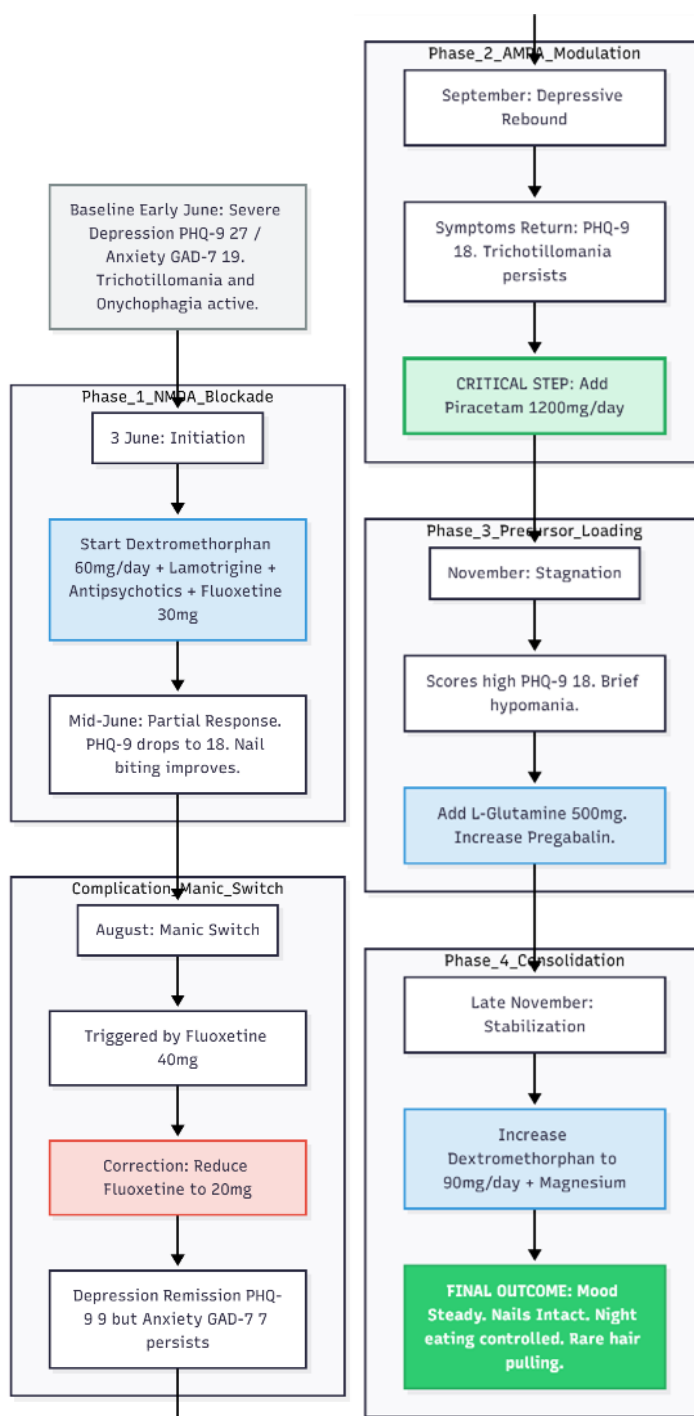 Baseline Early June: Severe
Depression PHQ-9 27 /
Anxiety GAD-7 19.
Trichotillomania and
Onychophagia active.
Phase_1_NMDA_Blockade
3 June: Initiation
Start Dextromethorphan
60mg/day + Lamotrigine +
Antipsychotics + Fluoxetine
30mg
Mid-June: Partial Response.
PHQ-9 drops to 18. Nail
biting improves.
Complication_Manic_Switch
August: Manic Switch
Triggered by Fluoxetine
40mg
Correction: Reduce
Fluoxetine to 20mg
Depression Remission PHQ-
9 9 but Anxiety GAD-7 7
persists
Phase_2_AMPA_Modulation
September: Depressive
Rebound
Symptoms Return: PHQ-9
18. Trichotillomania
persists
CRITICAL STEP: Add
Piracetam 1200mg/day
Phase_3_Precursor_Loading
November: Stagnation
Scores high PHQ-9 18. Brief
hypomania.
Add L-Glutamine 500mg.
Increase Pregabalin.
Phase_4_Consolidation
Late November:
Stabilization
Increase
Dextromethorphan to
90mg/day + Magnesium
FINAL OUTCOME: Mood
Steady. Nails Intact. Night
eating controlled. Rare hair
pulling.